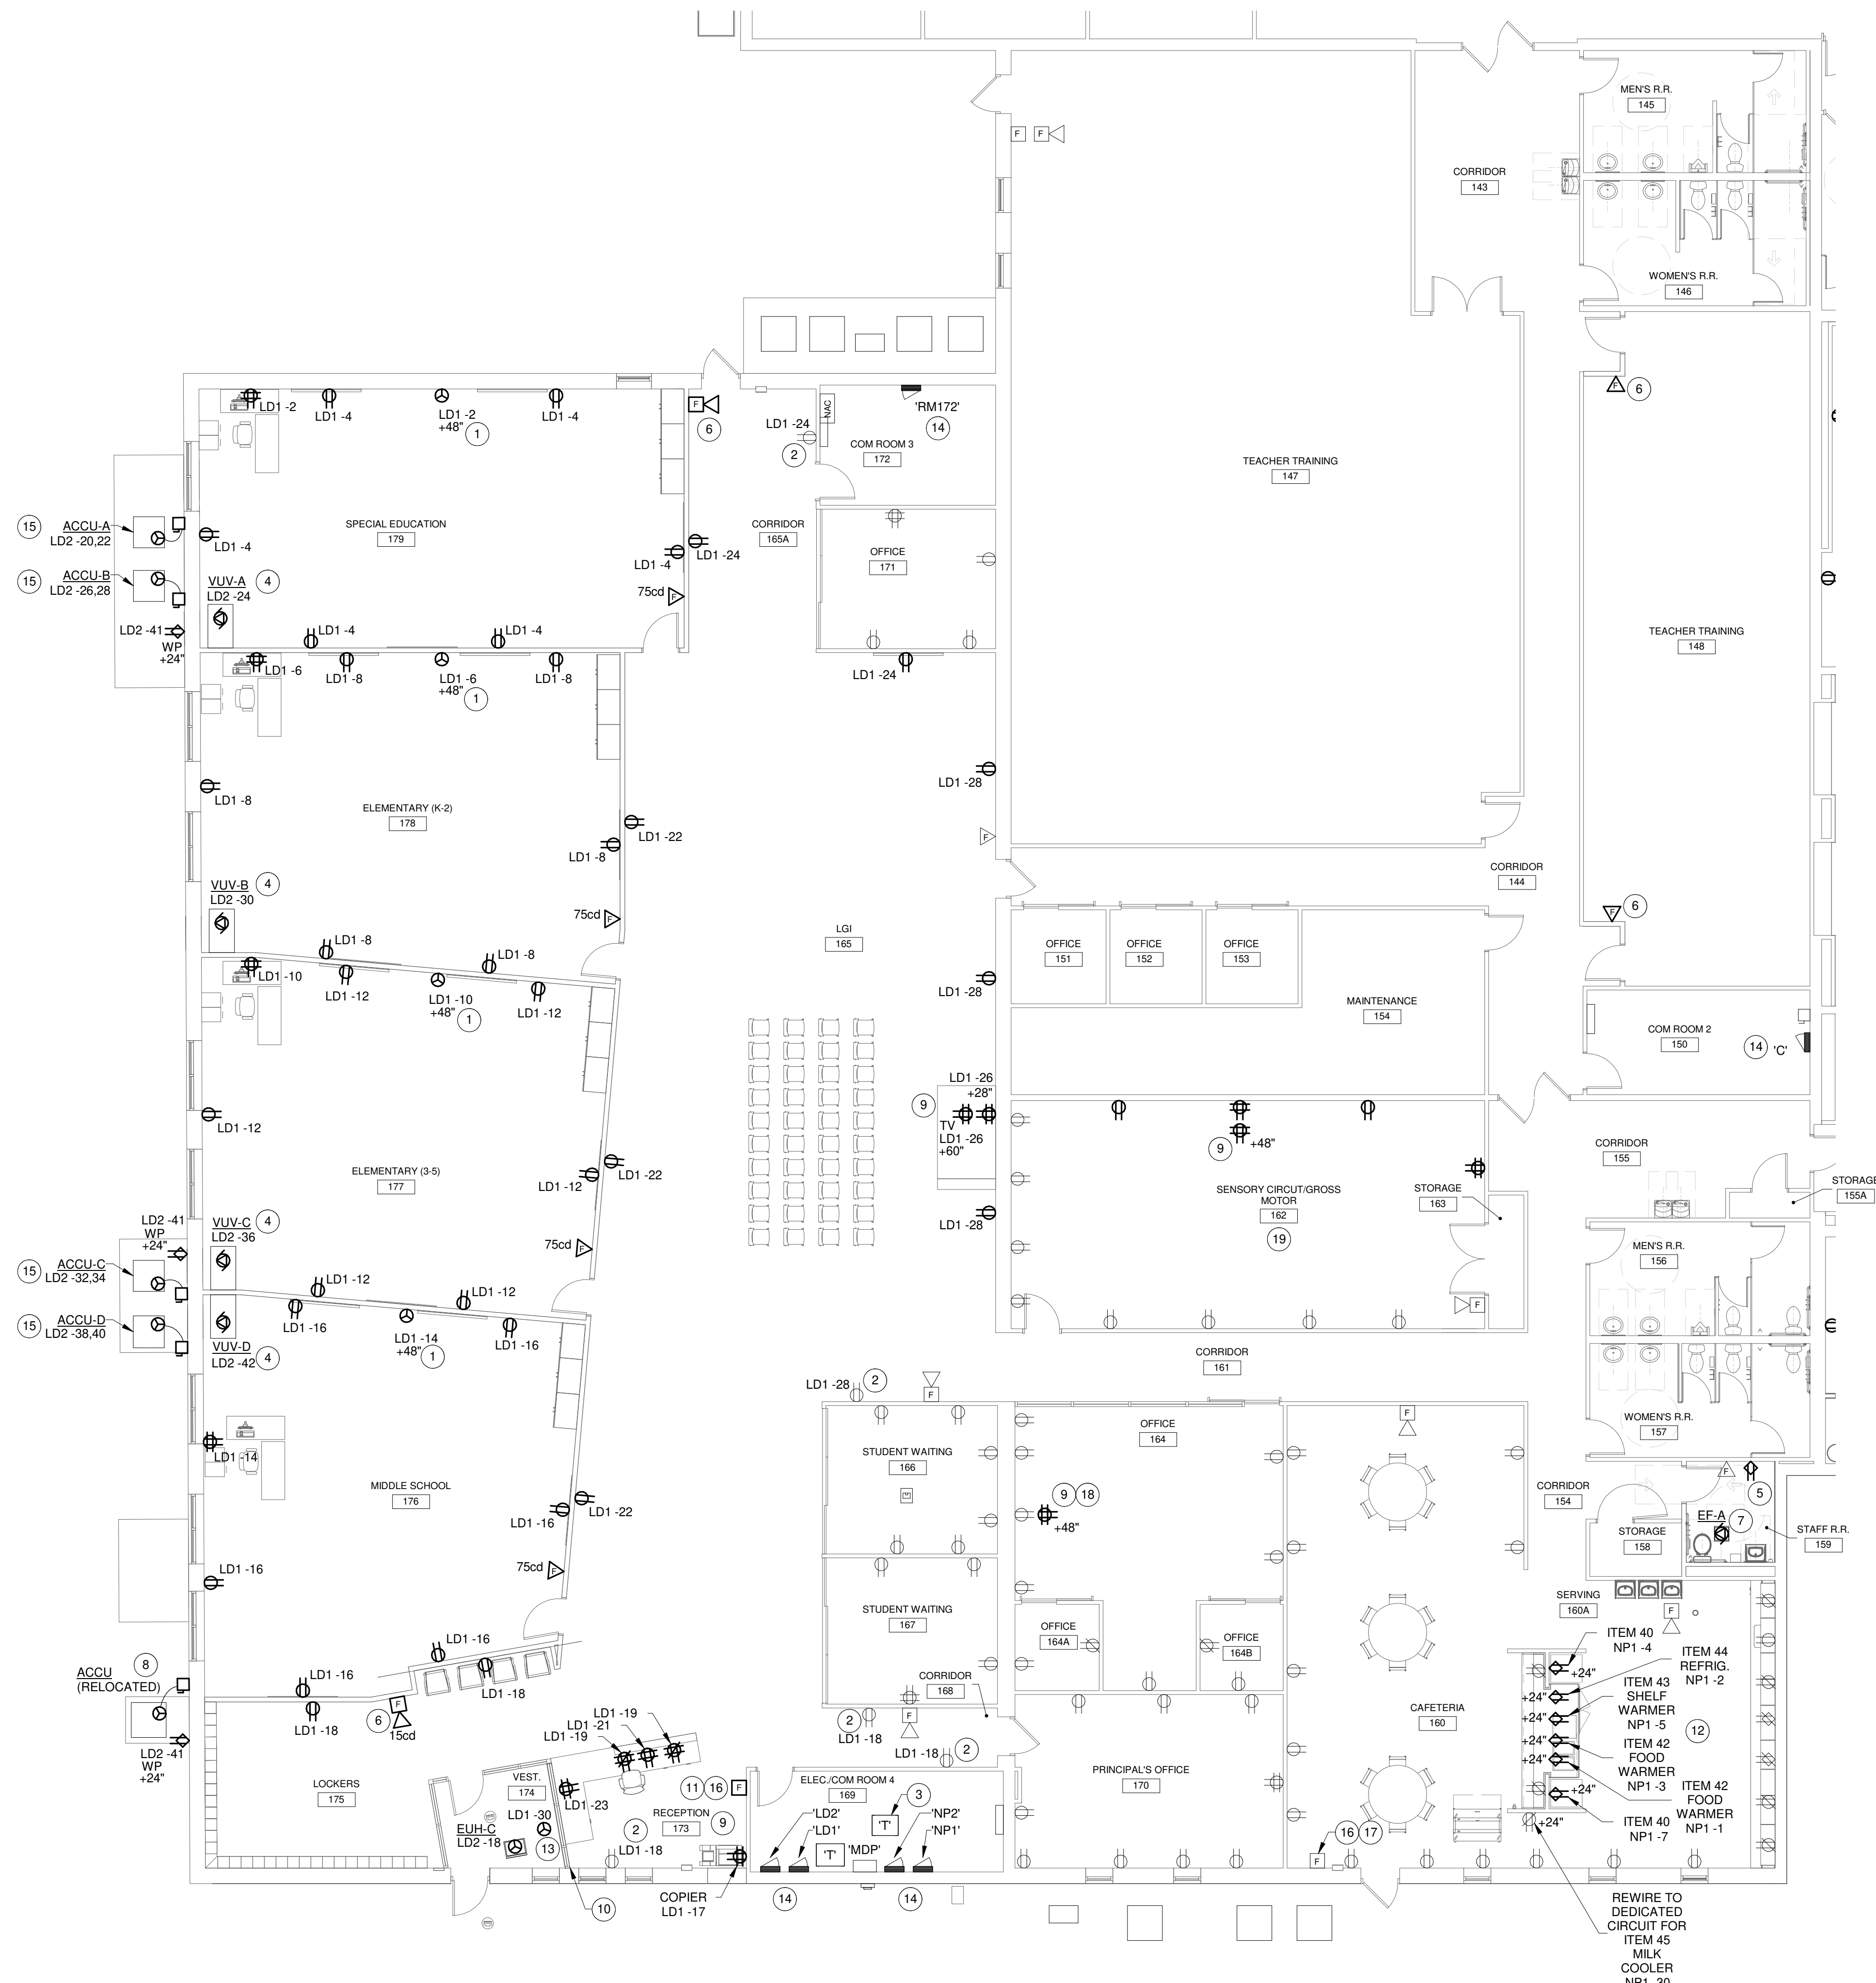 MEN'S R.R.
145
F
F
CORRIDOR
143
WOMEN'S R.R.
146
F
6
LD1 -2
LD1 -4
LD1 -2
+48"
1
LD1 -4
F
6
LD1 -24
2
NAC
'RM172'
14
COM ROOM 3
172
TEACHER TRAINING
147
15
ACCU-A
LD2 -20,22
SPECIAL EDUCATION
179
LD1 -4
CORRIDOR
165A
LD1 -4
LD1 -24
OFFICE
171
15
ACCU-B
LD2 -26,28
VUV-A
4
LD2 -24
75cd
F
LD2 -41
WP
+24"
LD1 -4
LD1 -4
TEACHER TRAINING
148
LD1 -6
LD1 -8
LD1 -6
+48"
1
LD1 -8
LD1 -24
LD1 -28
LD1 -8
ELEMENTARY (K-2)
178
LD1 -22
LD1 -8
F
CORRIDOR
144
VUV-B
4
LD2 -30
75cd
F
F
6
LGI
165
OFFICE
151
OFFICE
152
OFFICE
153
LD1 -8
LD1 -8
LD1 -10
LD1 -12
LD1 -10
+48"
1
LD1 -12
LD1 -28
MAINTENANCE
154
COM ROOM 2
150
14
'C'
LD1 -26
+28"
9
TV
LD1 -26
+60"
9
+48"
LD1 -12
CORRIDOR
155
ELEMENTARY (3-5)
177
LD1 -12
LD1 -22
STORAGE
155A
SENSORY CIRCUT/GROSS
MOTOR
162
19
STORAGE
163
LD1 -28
LD2 -41
WP
+24"
VUV-C
4
LD2 -36
75cd
F
MEN'S R.R.
156
15
ACCU-C
LD2 -32,34
LD1 -12
LD1 -12
F
15
ACCU-D
LD2 -38,40
LD1 -16
LD1 -14
+48"
1
LD1 -16
VUV-D
4
LD2 -42
CORRIDOR
161
LD1 -28
2
F
F
OFFICE
164
WOMEN'S R.R.
157
STUDENT WAITING
166
LD1 -14
MIDDLE SCHOOL
176
LD1 -16
LD1 -22
9
18
+48"
CORRIDOR
154
F
5
EF-A
7
STORAGE
158
STAFF R.R.
159
75cd
F
LD1 -16
SERVING
160A
F
STUDENT WAITING
167
OFFICE
164A
OFFICE
164B
ITEM 40
NP1 -4
+24"
ITEM 44
REFRIG.
NP1 -2
LD1 -16
8
ACCU
(RELOCATED)
LD1 -16
LD1 -18
CORRIDOR
168
ITEM 43
SHELF
WARMER
NP1 -5
+24"
+24"
+24"
+24"
CAFETERIA
160
12
LD1 -18
F
6
15cd
LD1 -19
LD1 -21
LD1 -19
2
LD1 -18
F
LD1 -18
2
ITEM 42
FOOD
WARMER
NP1 -3
LD2 -41
WP
+24"
LOCKERS
175
VEST.
174
11
16
F
ELEC./COM ROOM 4
169
PRINCIPAL'S OFFICE
170
+24"
ITEM 42
FOOD
WARMER
NP1 -1
LD1 -23
LD1 -30
RECEPTION
173
9
'LD2'
'LD1'
3
'T'
'NP2'
'NP1'
ITEM 40
NP1 -7
+24"
EUH-C
LD2 -18
13
2
LD1 -18
'T'
'MDP'
16
17
F
10
COPIER
LD1 -17
14
14
REWIRE TO
DEDICATED
CIRCUIT FOR
ITEM 45
MILK
COOLER
NP1 -30